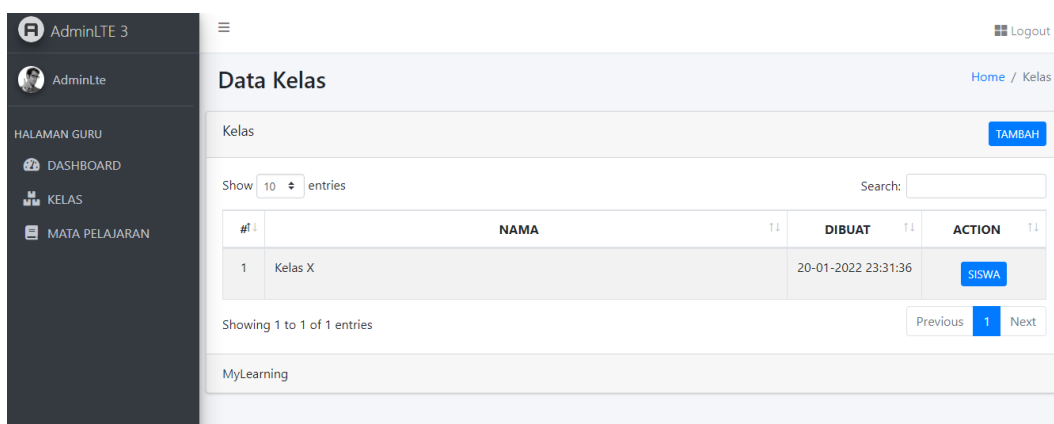 AdminLTE 3
Logout
AdminLte
Data Kelas
Home / Kelas
HALAMAN GURU
DASHBOARD
KELAS
MATA PELAJARAN
Kelas
TAMBAH
Show 10 entries
Search:
# NAMA DIBUAT ACTION
1 Kelas X 20-01-2022 23:31:36 SISWA
Showing 1 to 1 of 1 entries
Previous 1 Next
MyLearning